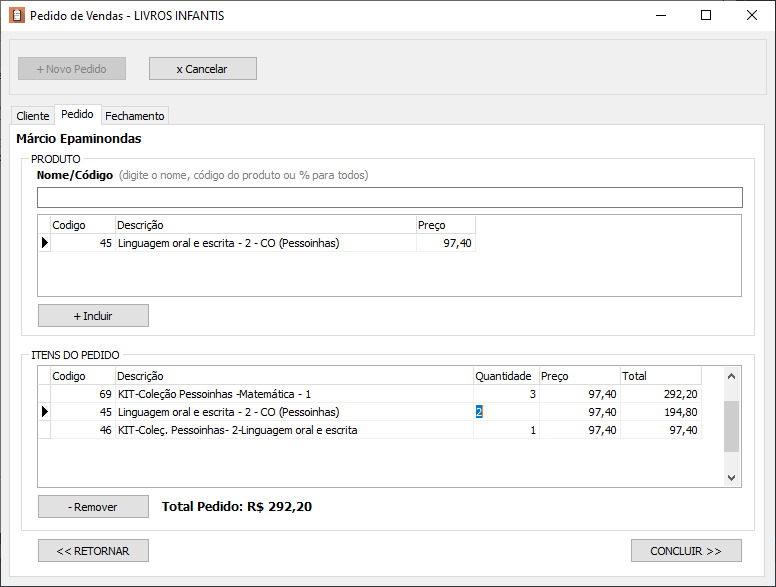 Pedido de Vendas - LIVROS INFANTIS
+ Novo Pedido x Cancelar
Cliente Pedido Fechamento
Márcio Epaminondas
PRODUTO
Nome/Código (digite o nome, código do produto ou % para todos)
Codigo Descrição Preço
45 Linguagem oral e escrita - 2 - CO (Pessoinhas) 97,40
+ Incluir
ITENS DO PEDIDO
Codigo Descrição Quantidade Preço Total
69 KIT-Coleção Pessoinhas -Matemática - 1 3 97,40 292,20
45 Linguagem oral e escrita - 2 - CO (Pessoinhas) 2 97,40 194,80
46 KIT-Coleç. Pessoinhas- 2-Linguagem oral e escrita 1 97,40 97,40
- Remover Total Pedido: R$ 292,20
<< RETORNAR CONCLUIR >>